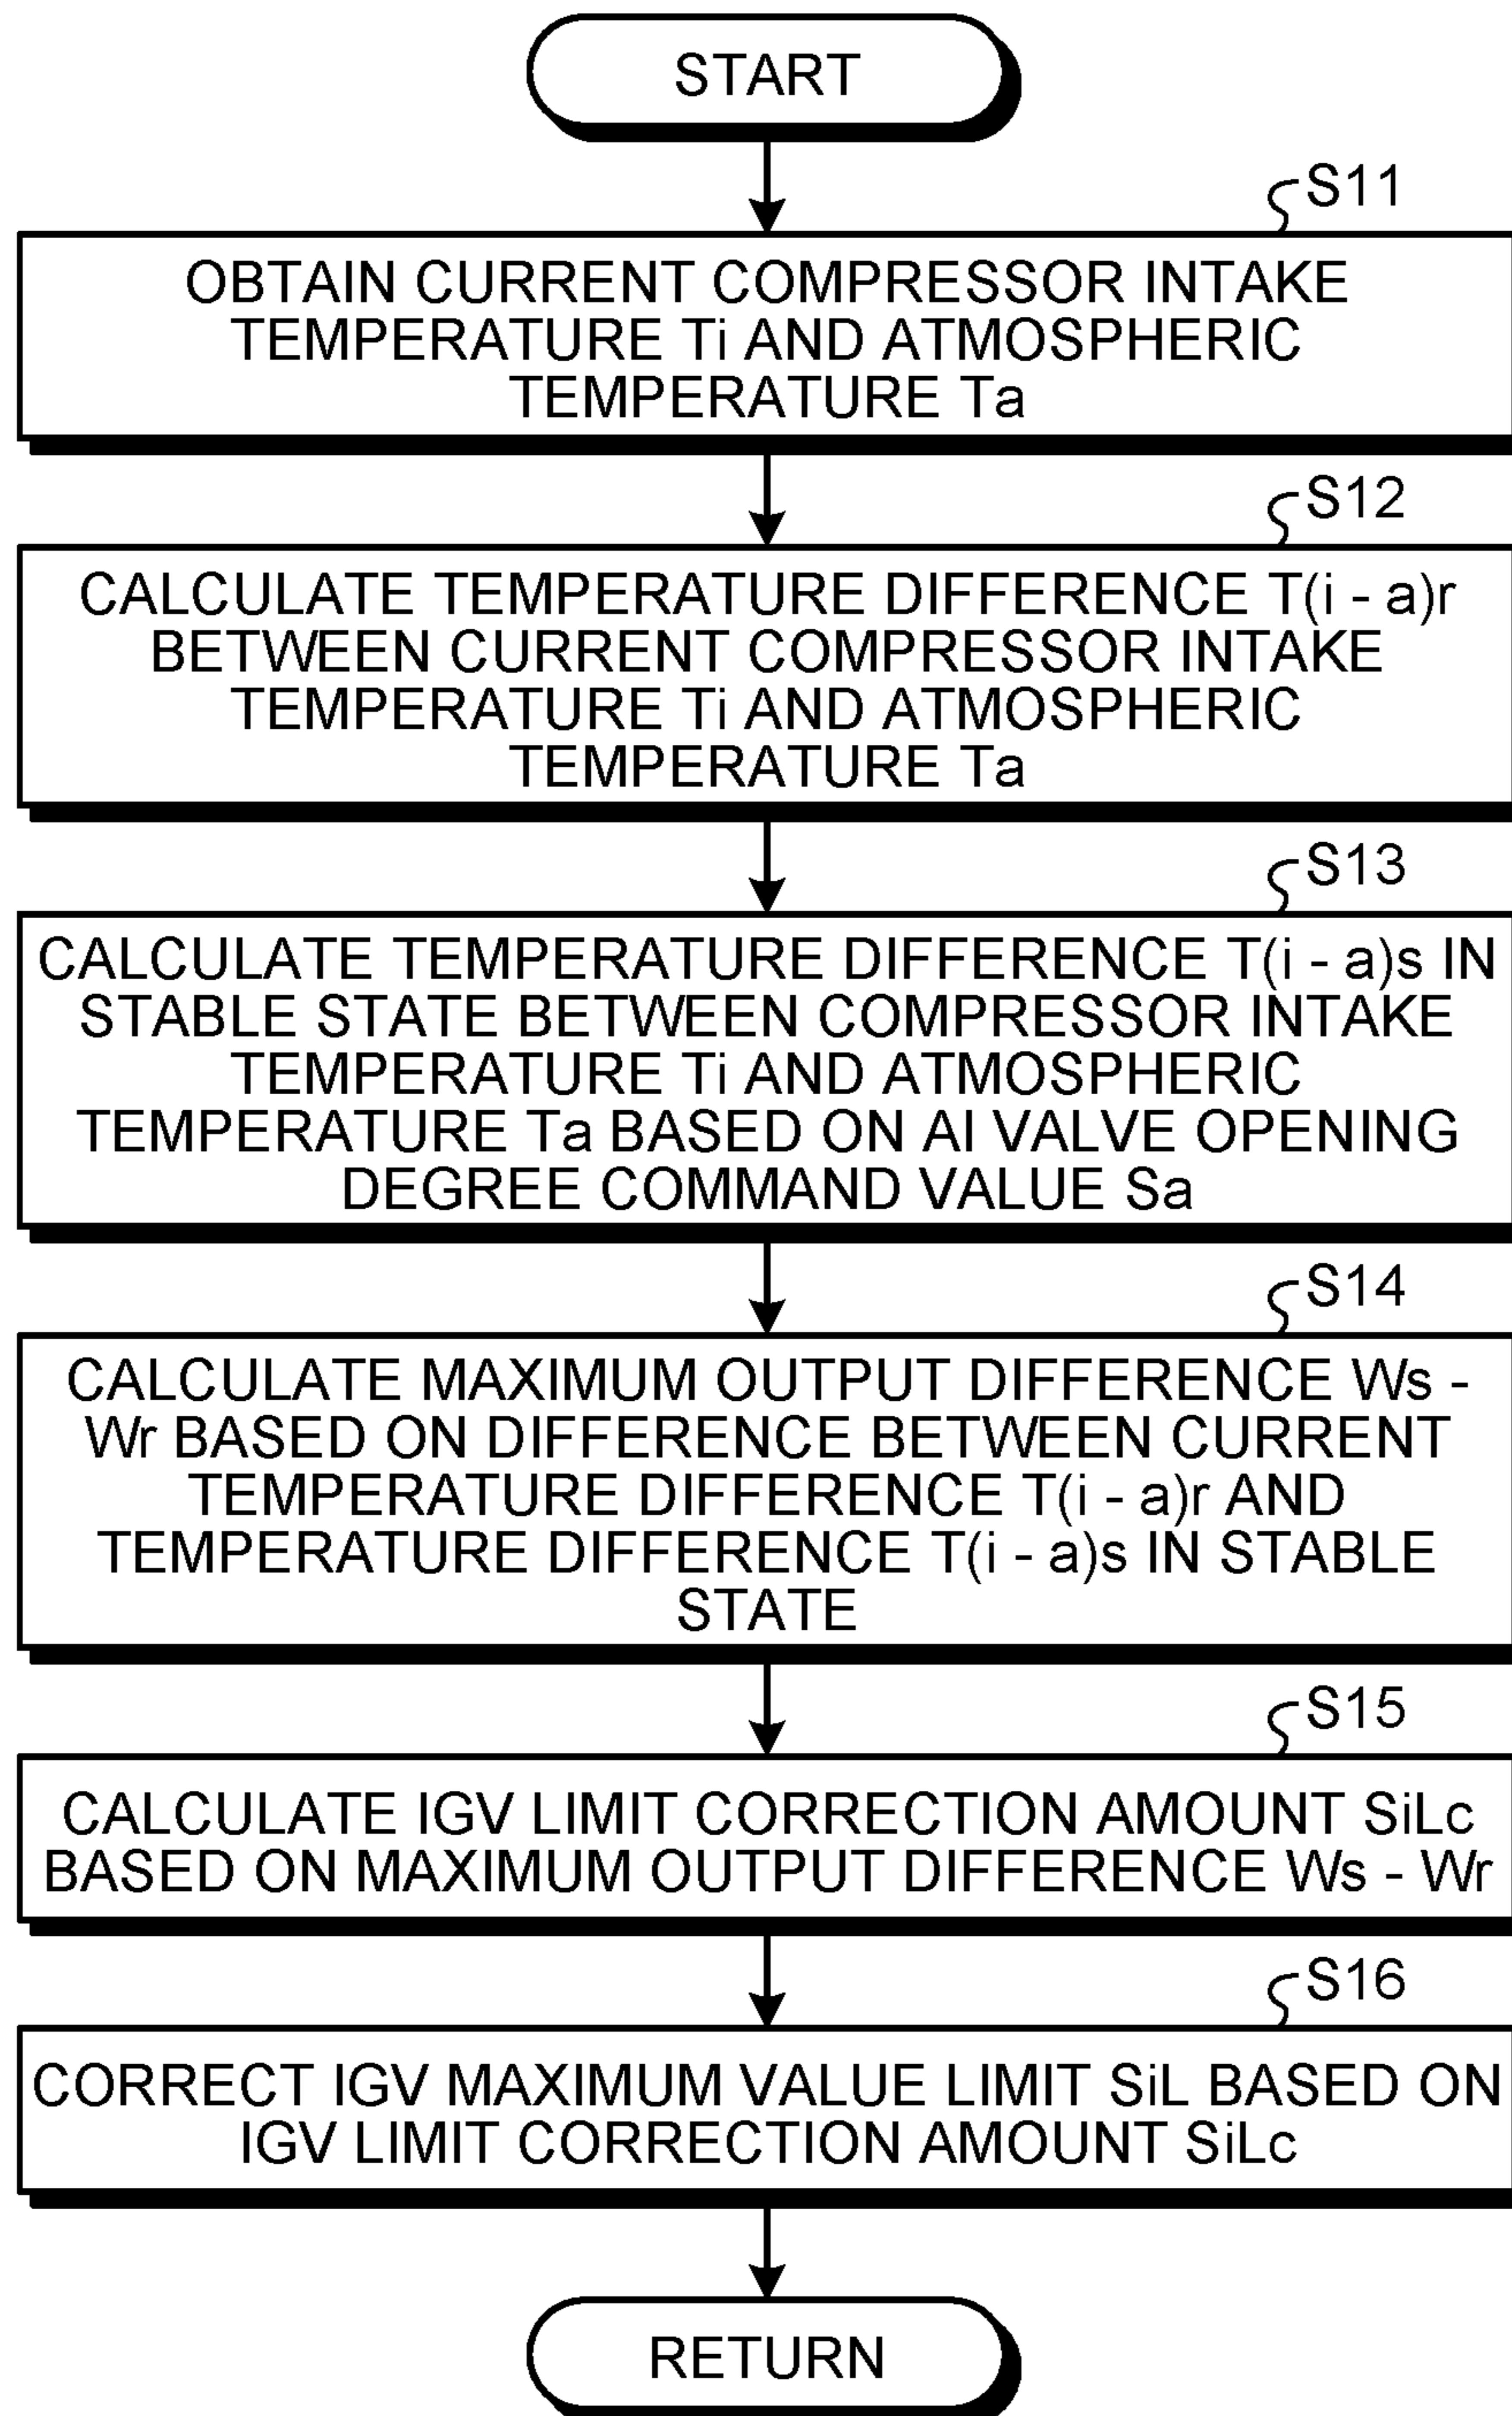 START
S11
OBTAIN CURRENT COMPRESSOR INTAKE
TEMPERATURE Ti AND ATMOSPHERIC
TEMPERATURE Ta
S12
CALCULATE TEMPERATURE DIFFERENCE T(i - a)r
BETWEEN CURRENT COMPRESSOR INTAKE
TEMPERATURE Ti AND ATMOSPHERIC
TEMPERATURE Ta
S13
CALCULATE TEMPERATURE DIFFERENCE T(i - a)s IN
STABLE STATE BETWEEN COMPRESSOR INTAKE
TEMPERATURE Ti AND ATMOSPHERIC
TEMPERATURE Ta BASED ON AI VALVE OPENING
DEGREE COMMAND VALUE Sa
S14
CALCULATE MAXIMUM OUTPUT DIFFERENCE Ws -
Wr BASED ON DIFFERENCE BETWEEN CURRENT
TEMPERATURE DIFFERENCE T(i - a)r AND
TEMPERATURE DIFFERENCE T(i - a)s IN STABLE
STATE
S15
CALCULATE IGV LIMIT CORRECTION AMOUNT SiLc
BASED ON MAXIMUM OUTPUT DIFFERENCE Ws - Wr
S16
CORRECT IGV MAXIMUM VALUE LIMIT SiL BASED ON
IGV LIMIT CORRECTION AMOUNT SiLc
RETURN